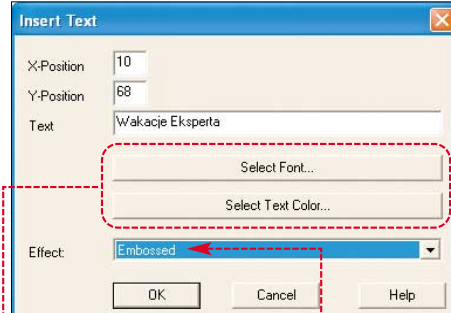 Insert Text
X-Position 10
Y-Position 68
Text Wakacje Eksperta
Select Font...
Select Text Color...
Effect: Embossed
OK Cancel Help